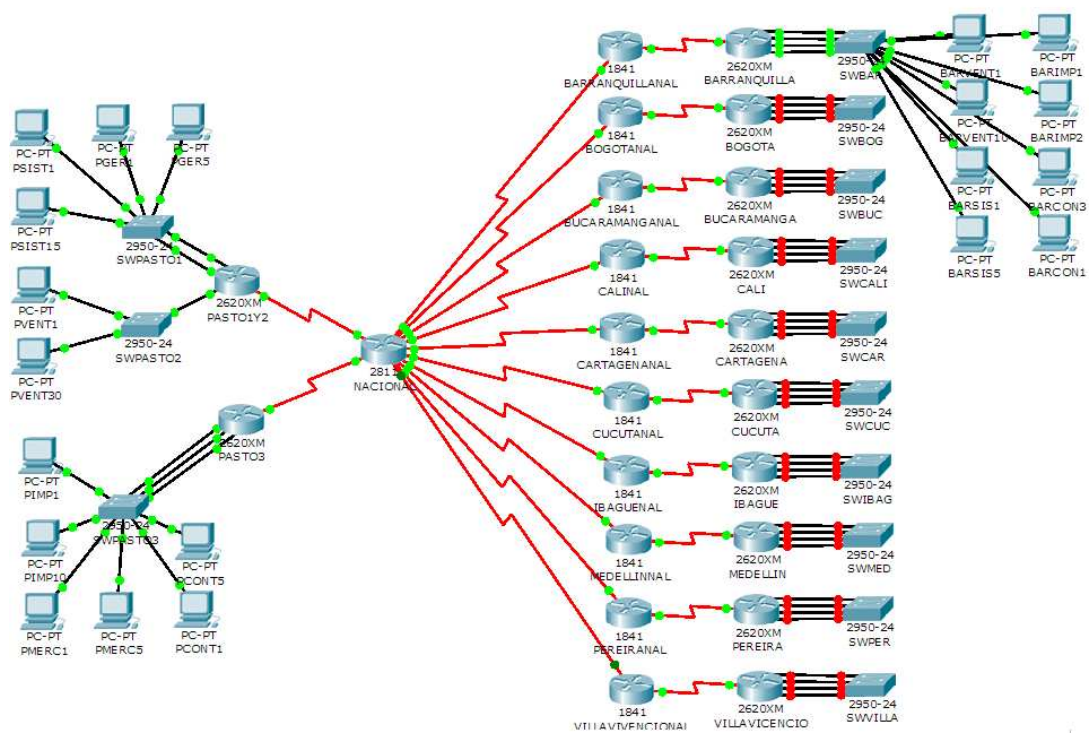 PC-PT
PSIST1
PC-PT
PGER1
PC-PT
PGER5
PC-PT
PSIST15
2950-24
SWPASTO1
PC-PT
PVENT1
2950-24
SWPASTO2
PC-PT
PVENT30
2620XM
PASTO1Y2
NACIONAL
2620XM
PASTO3
PC-PT
PIMP1
2950-24
SWPASTO3
PC-PT
PIMP10
PC-PT
PCONT5
PC-PT
PMERC1
PC-PT
PMERC5
PC-PT
PCONT1
1841
BARRANQUILLANAL
2620XM
BARRANQUILLA
2950-24
SWBAR
1841
BOGOTANAL
2620XM
BOGOTA
2950-24
SWBOG
1841
BUCARAMANGANAL
2620XM
BUCARAMANGA
2950-24
SWBUC
1841
CALINAL
2620XM
CALI
2950-24
SWCALI
1841
CARTAGENANAL
2620XM
CARTAGENA
2950-24
SWCAR
1841
CUCUTANAL
2620XM
CUCUTA
2950-24
SWCUC
1841
IBAGUENAL
2620XM
IBAGUE
2950-24
SWIBAG
1841
MEDELLINNAL
2620XM
MEDELLIN
2950-24
SWMED
1841
PEREIRANAL
2620XM
PEREIRA
2950-24
SWPER
1841
VILLAVIVENCIONAL
2620XM
VILLAVICENCIO
2950-24
SWVILLA
PC-PT
BARVENT1
PC-PT
BARIMP1
PC-PT
BARVENT10
PC-PT
BARIMP2
PC-PT
BARSIS1
PC-PT
BARCON3
PC-PT
BARSIS5
PC-PT
BARCON1